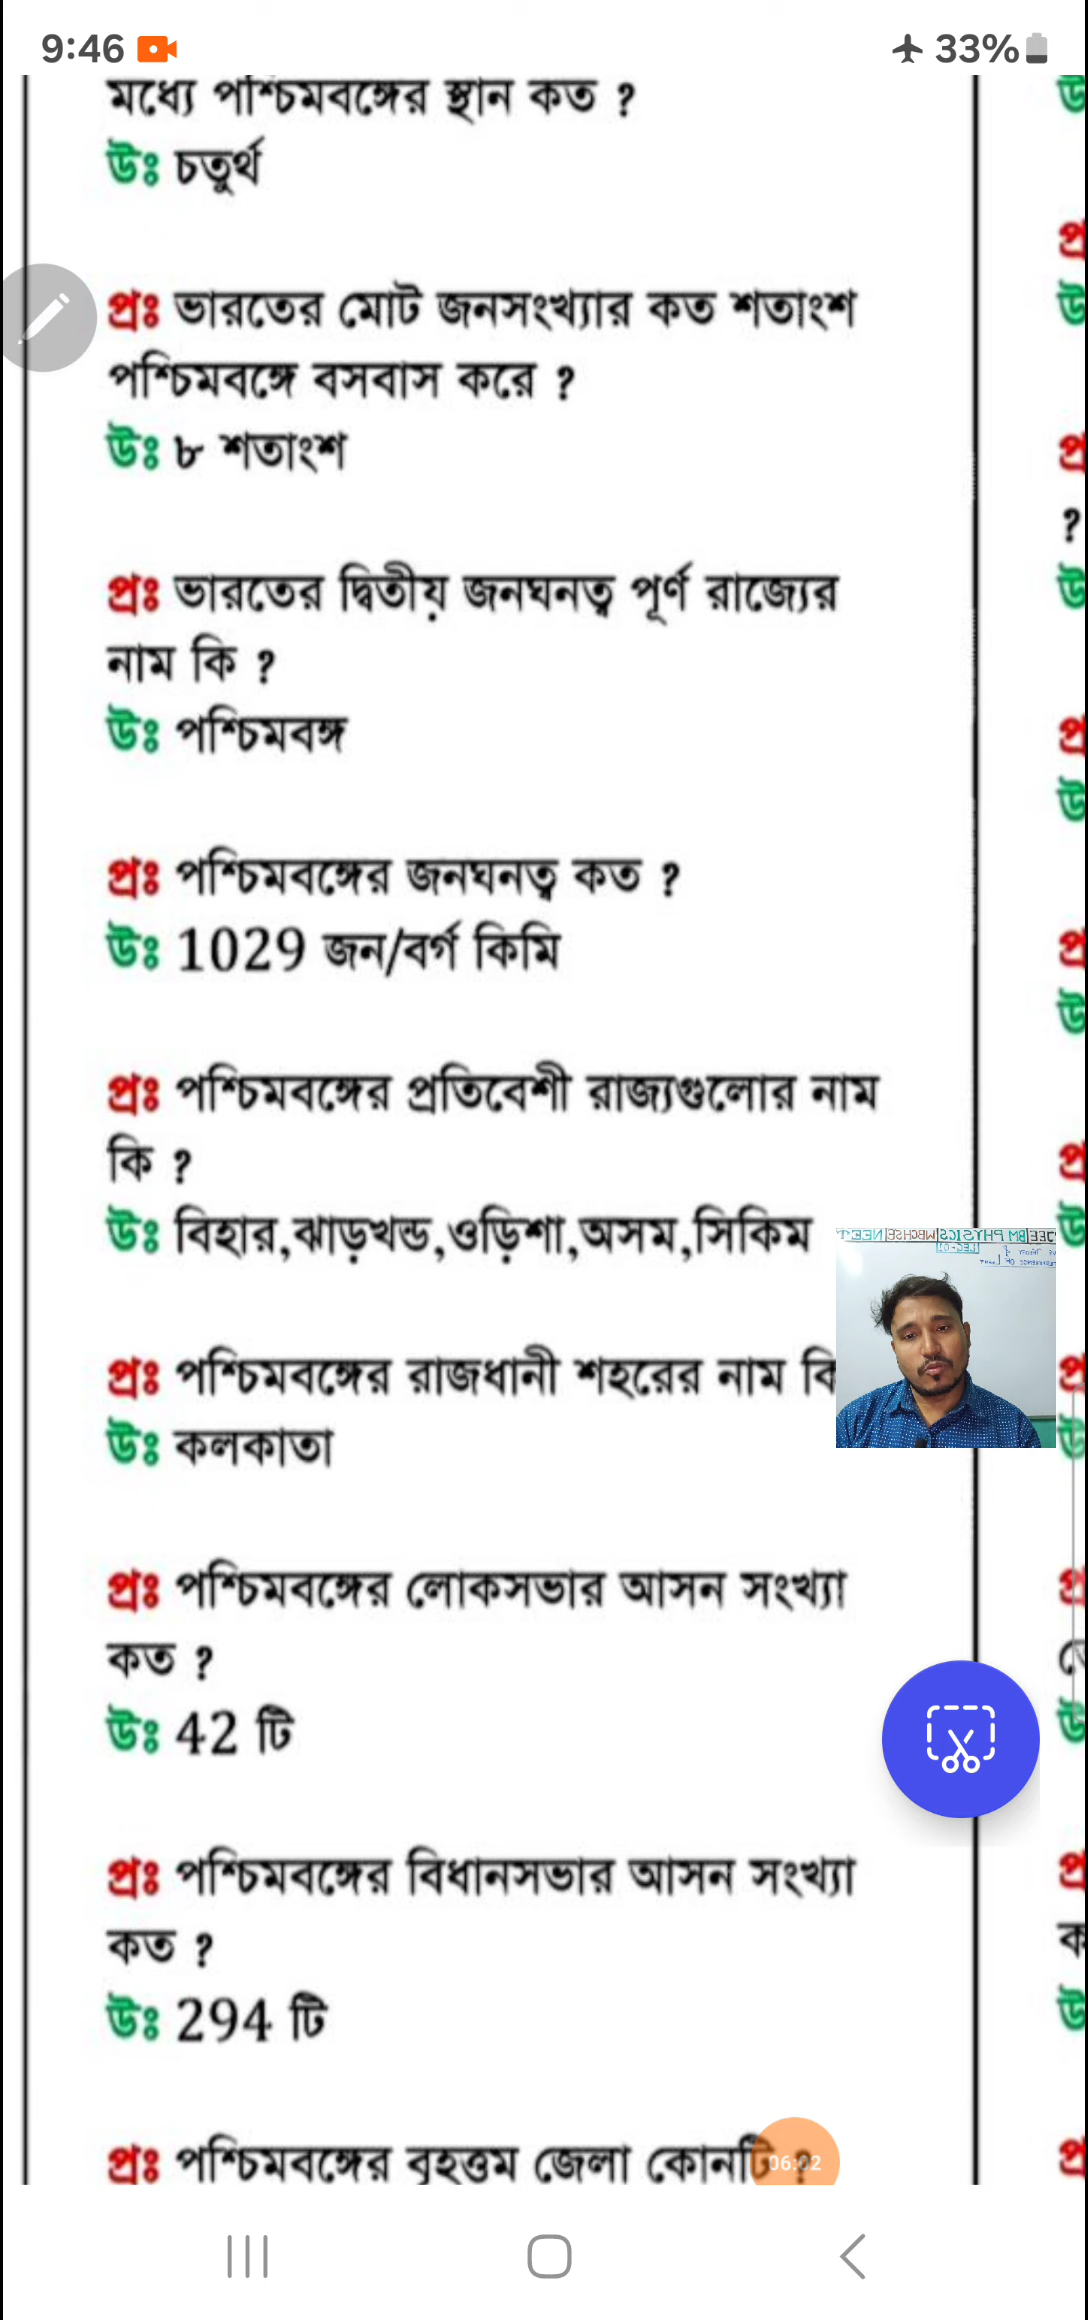 9:46
33%
মধ্যে পশ্চিমবঙ্গের স্থান কত ?
উঃ চতুর্থ
প্রঃ ভারতের মোট জনসংখ্যার কত শতাংশ
পশ্চিমবঙ্গে বসবাস করে ?
উঃ ৮ শতাংশ
প্রঃ ভারতের দ্বিতীয় জনঘনত্ব পূর্ণ রাজ্যের
নাম কি ?
উঃ পশ্চিমবঙ্গ
প্রঃ পশ্চিমবঙ্গের জনঘনত্ব কত ?
উঃ 1029 জন/বর্গ কিমি
প্রঃ পশ্চিমবঙ্গের প্রতিবেশী রাজ্যগুলোর নাম
কি ?
উঃ বিহার,ঝাড়খন্ড,ওড়িশা,অসম,সিকিম
প্রঃ পশ্চিমবঙ্গের রাজধানী শহরের নাম কি
উঃ কলকাতা
প্রঃ পশ্চিমবঙ্গের লোকসভার আসন সংখ্যা
কত ?
উঃ 42 টি
প্রঃ পশ্চিমবঙ্গের বিধানসভার আসন সংখ্যা
কত ?
উঃ 294 টি
প্রঃ পশ্চিমবঙ্গের বৃহত্তম জেলা কোনটি ?
06:02